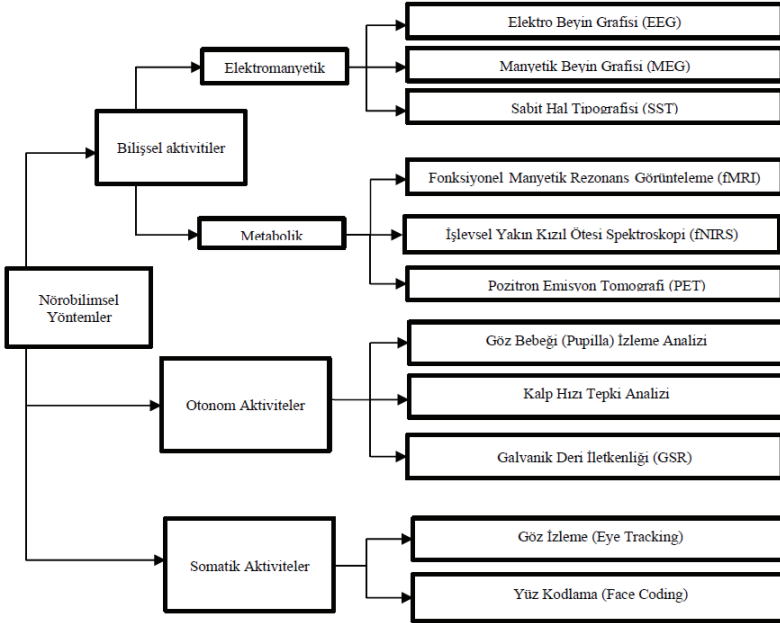 Elektro Beyin Grafisi (EEG)
Elektromanyetik
Manyetik Beyin Grafisi (MEG)
Sabit Hal Tipografisi (SST)
Bilişsel aktivitiler
Fonksiyonel Manyetik Rezonans Görünteleme (fMRI)
Metabolik
İşlevsel Yakın Kızıl Ötesi Spektroskopi (fNIRS)
Pozitron Emisyon Tomografi (PET)
Nörobilimsel
Yöntemler
Göz Bebeği (Pupilla) İzleme Analizi
Otonom Aktiviteler
Kalp Hızı Tepki Analizi
Galvanik Deri İletkenliği (GSR)
Somatik Aktiviteler
Göz İzleme (Eye Tracking)
Yüz Kodlama (Face Coding)